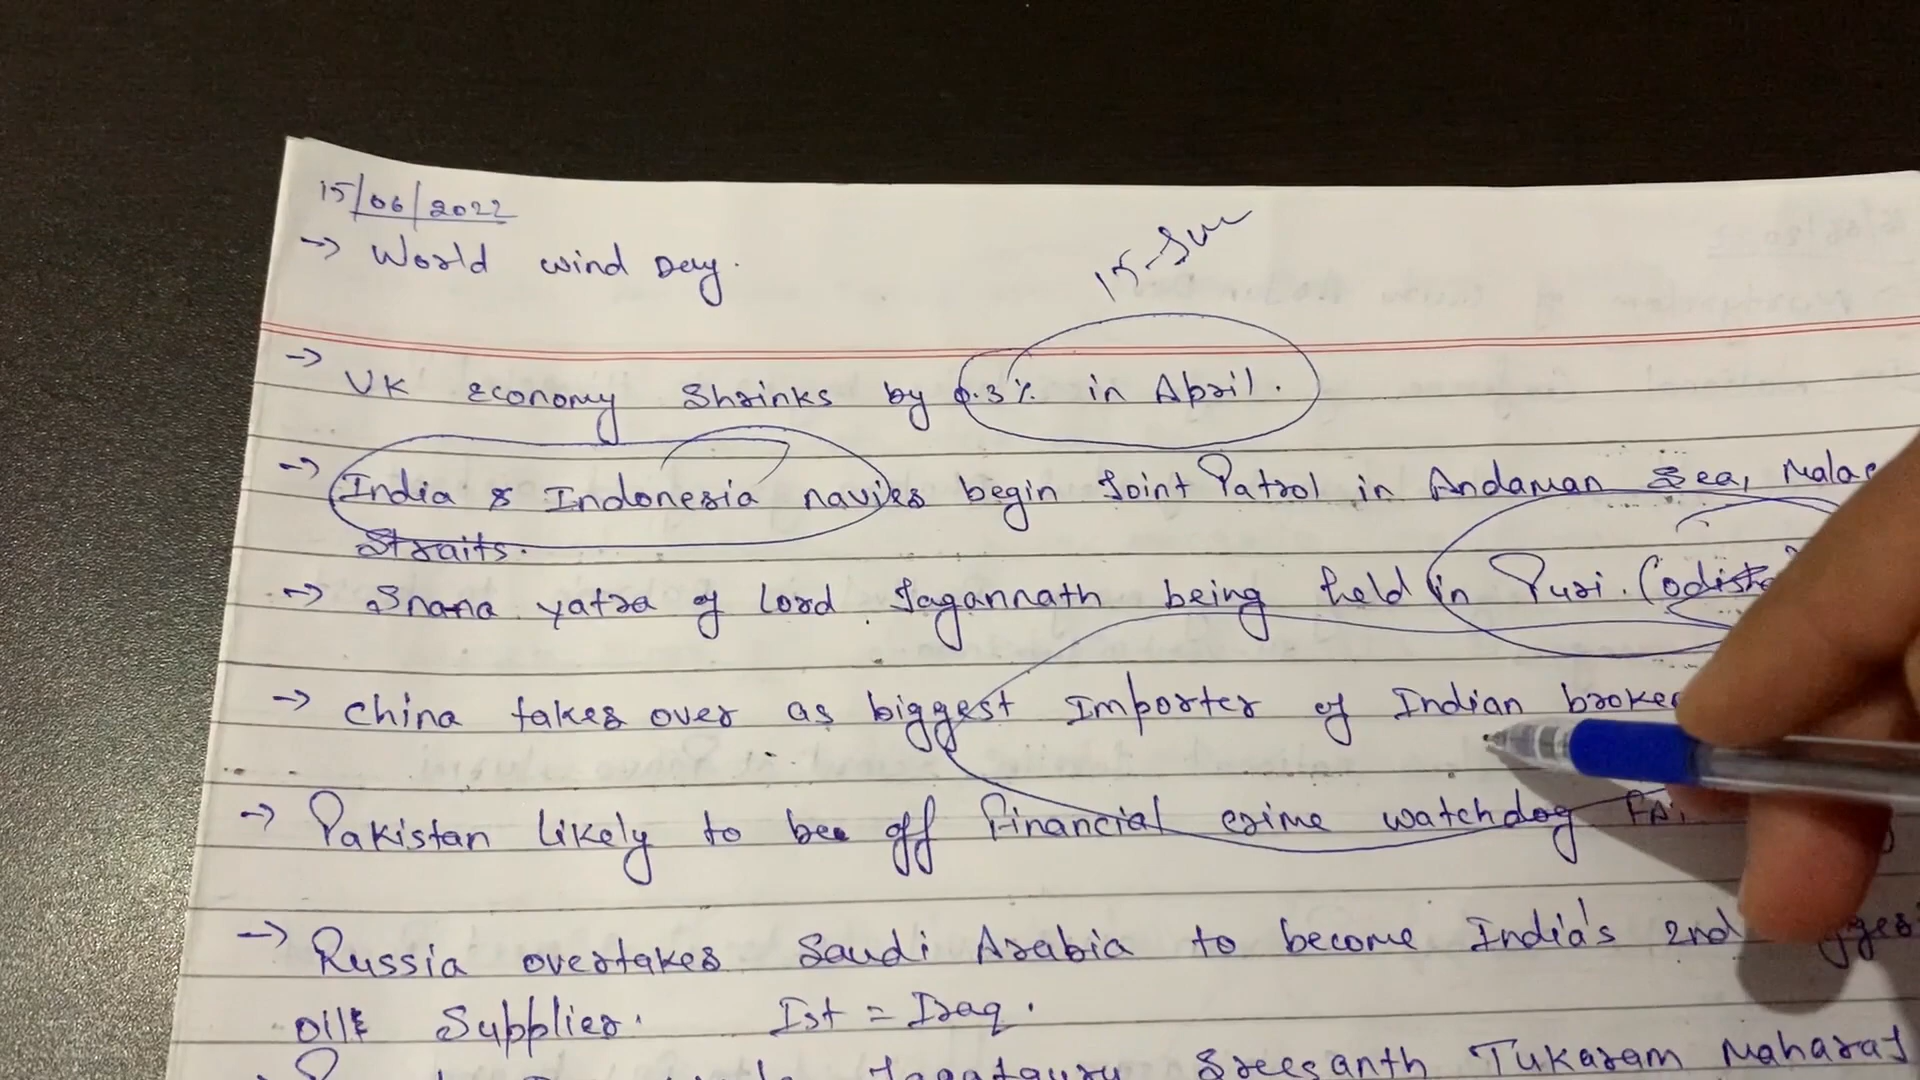 15/06/2022
-> World wind Day.
15-Jun
-> UK Economy Shrinks by 0.3% in April.
-> India & Indonesia navies begin Joint Patrol in Andaman Sea,
Straits.
-> Snana yatra of Lord Jagannath being held in Puri. (odisha
-> China takes over as biggest Importer of Indian
-> Pakistan likely to be off Financial crime watchdog
-> Russia overtakes Saudi Arabia to become India's 2nd
oil Supplier. Ist = Iraq.
Sreesanth Tukaram Maharaj